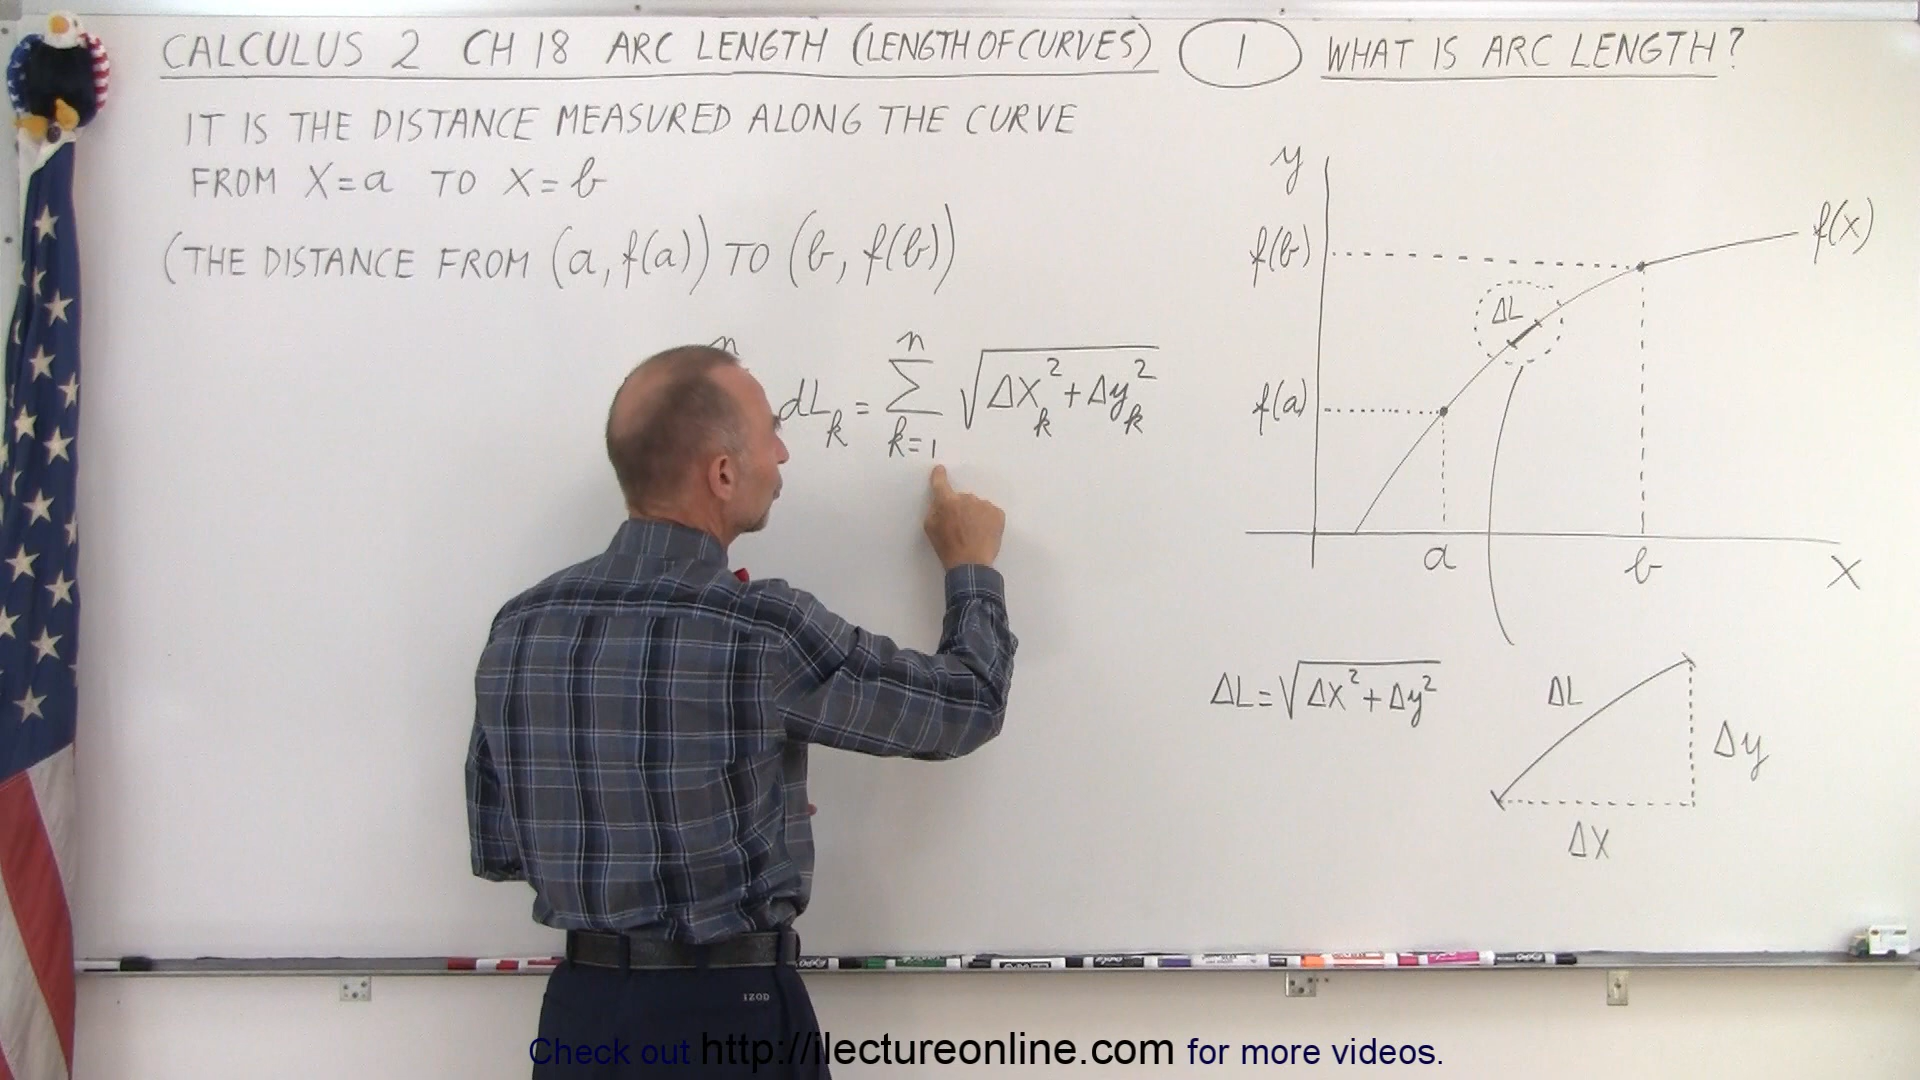 CALCULUS 2 CH 18 ARC LENGTH (LENGTH OF CURVES) 1 WHAT IS ARC LENGTH?
IT IS THE DISTANCE MEASURED ALONG THE CURVE
FROM X=a TO X=b
(THE DISTANCE FROM (a, f(a)) TO (b, f(b))
n
dL_k = ∑_{k=1}^{n} √(ΔX_k² + Δy_k²)
y
f(x)
f(b)
ΔL
f(a)
a
b
X
ΔL = √(ΔX² + Δy²)
ΔL
Δy
ΔX
IZOD
Check out http://ilectureonline.com for more videos.